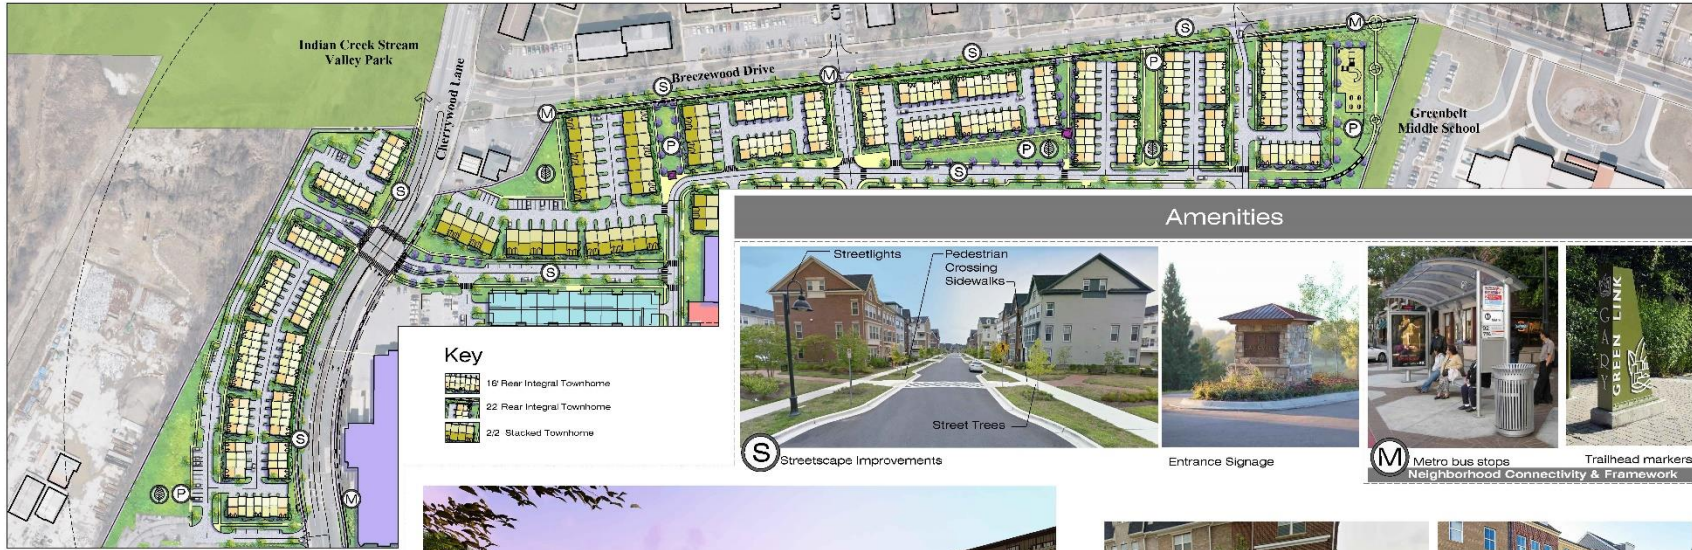 Indian Creek Stream
Valley Park
Cherrywood Lane
Breezewood Drive
Greenbelt
Middle School
M
S
S
M
S
S
M
P
P
P
P
S
S
S
S
P
M
Key
16' Rear Integral Townhome
22 Rear Integral Townhome
2/2 Stacked Townhome
Amenities
Streetlights
Pedestrian
Crossing
Sidewalks
Street Trees
S
Streetscape Improvements
Entrance Signage
M
Metro bus stops
GARY
GREEN LINK
Trailhead markers
Neighborhood Connectivity & Framework